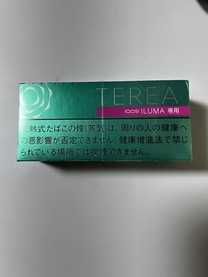 TEREA
IQOS ILUMA 専用
加熱式たばこの煙(蒸気)は、周りの人の健康へ
の悪影響が否定できません。健康増進法で禁じ
られている場所では喫煙できません。